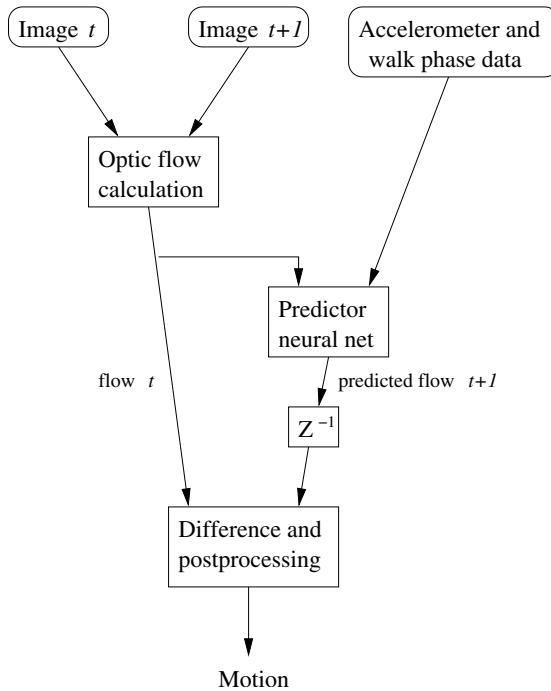 Image t
Image t+1
Accelerometer and
walk phase data
Optic flow
calculation
Predictor
neural net
flow t
predicted flow t+1
Z⁻¹
Difference and
postprocessing
Motion